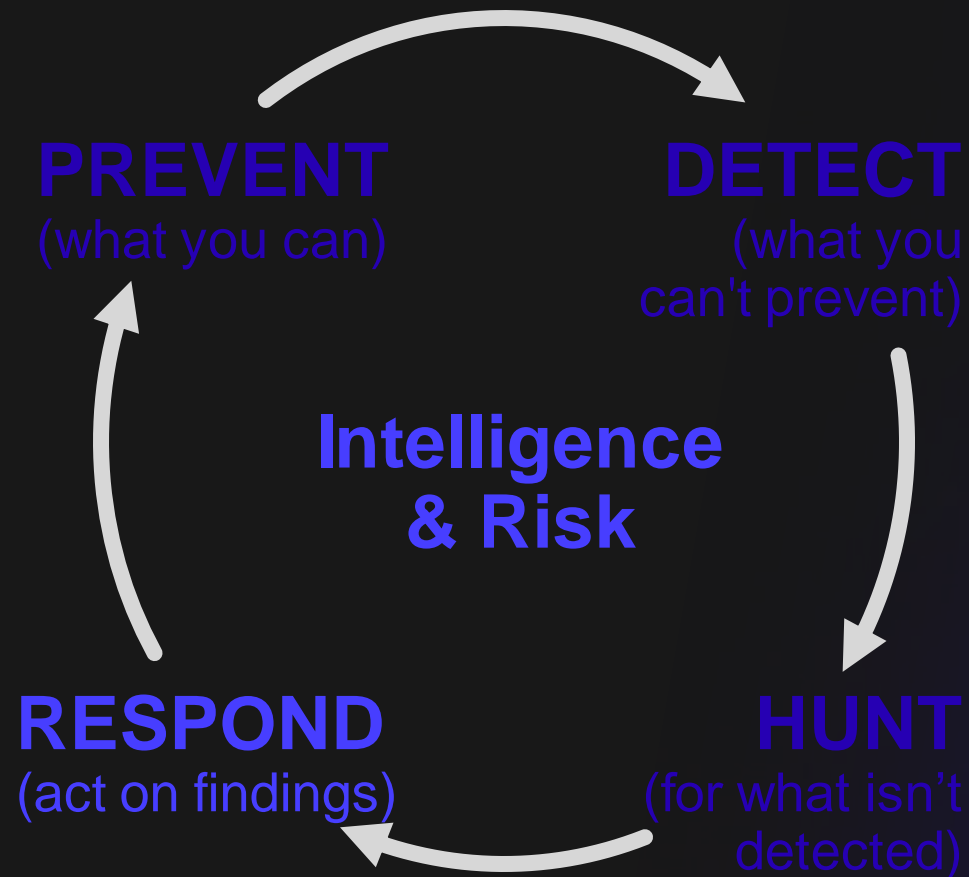 PREVENT
(what you can)
DETECT
(what you
can't prevent)
Intelligence
& Risk
RESPOND
(act on findings)
HUNT
(for what isn’t
detected)